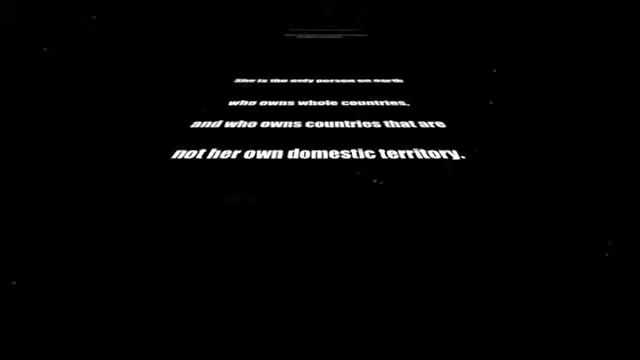 She is the only person on earth
who owns whole countries,
and who owns countries that are
not her own domestic territory.